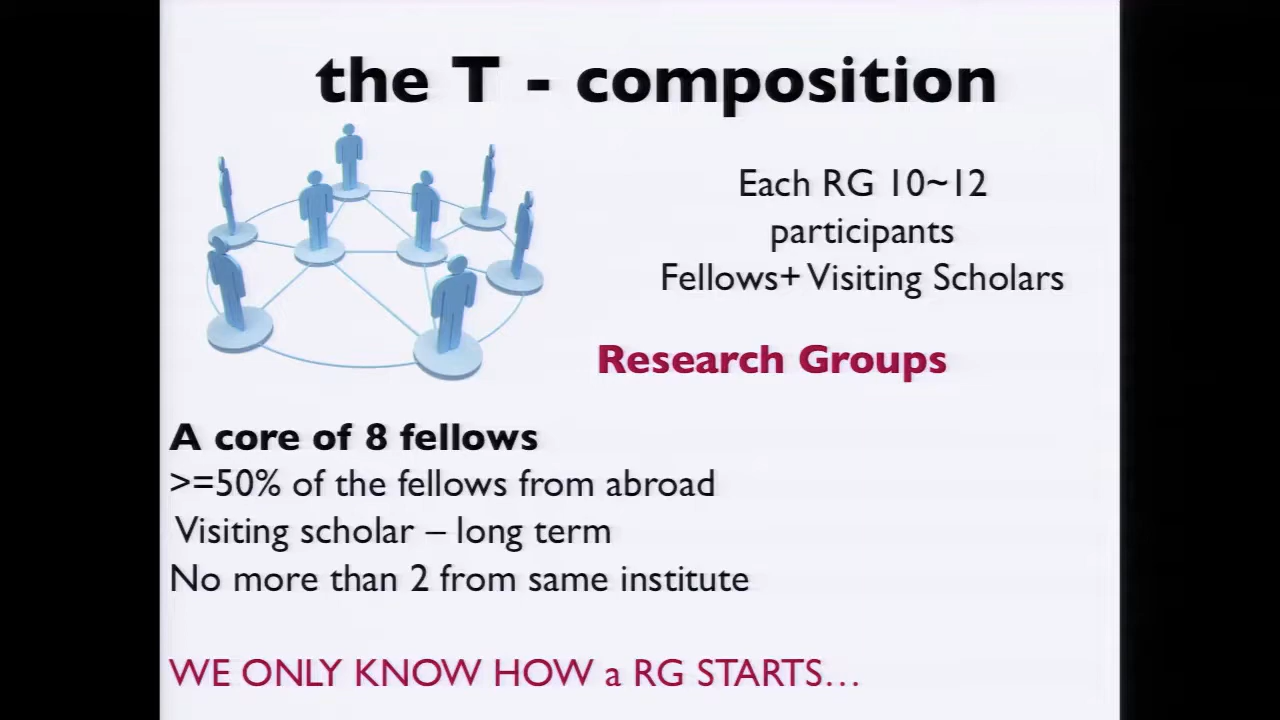 the T - composition
Each RG 10~12
participants
Fellows+ Visiting Scholars
Research Groups
A core of 8 fellows
>=50% of the fellows from abroad
Visiting scholar – long term
No more than 2 from same institute
WE ONLY KNOW HOW a RG STARTS…